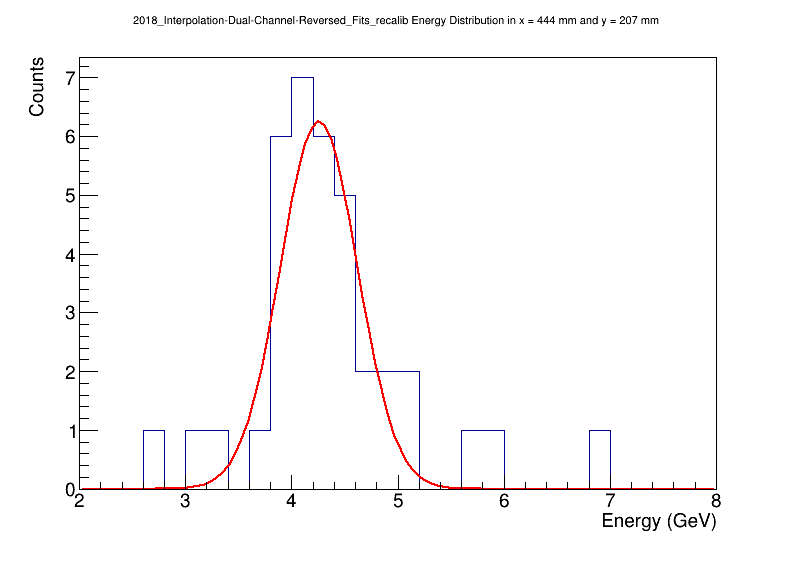 2018_Interpolation-Dual-Channel-Reversed_Fits_recalib Energy Distribution in x = 444 mm and y = 207 mm
Counts
7
6
5
4
3
2
1
0
2 3 4 5 6 7 8
Energy (GeV)